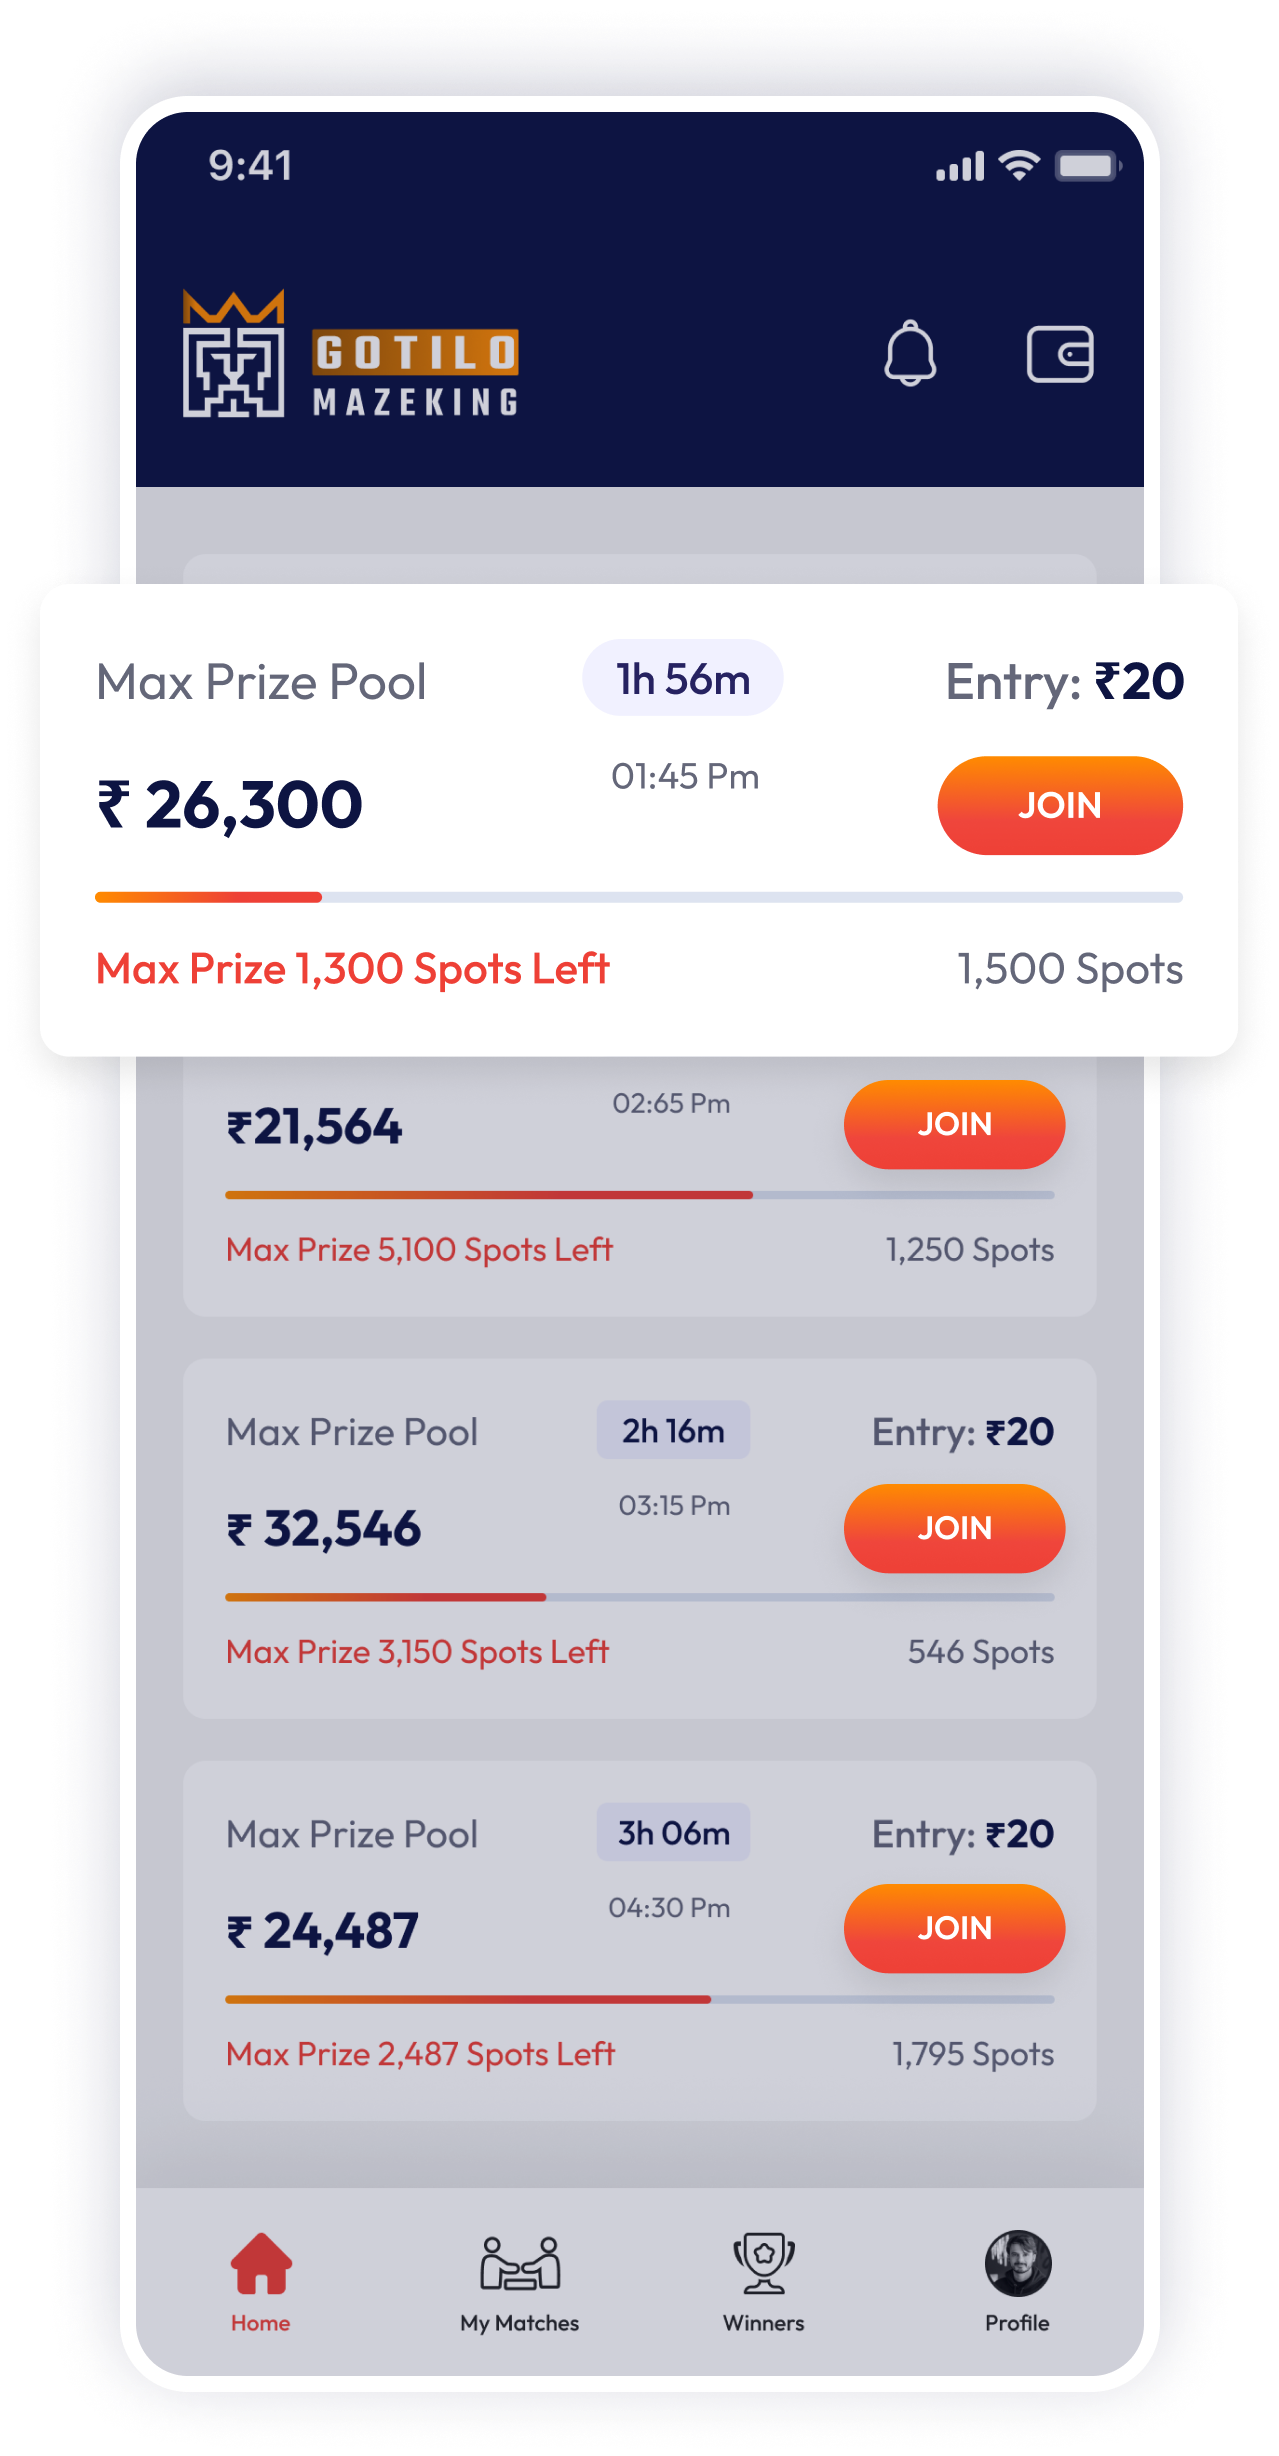 9:41
GOTILO
MAZEKING
Max Prize Pool 1h 56m Entry: ₹20
₹ 26,300 01:45 Pm JOIN
Max Prize 1,300 Spots Left 1,500 Spots
₹21,564 02:65 Pm JOIN
Max Prize 5,100 Spots Left 1,250 Spots
Max Prize Pool 2h 16m Entry: ₹20
₹ 32,546 03:15 Pm JOIN
Max Prize 3,150 Spots Left 546 Spots
Max Prize Pool 3h 06m Entry: ₹20
₹ 24,487 04:30 Pm JOIN
Max Prize 2,487 Spots Left 1,795 Spots
Home My Matches Winners Profile